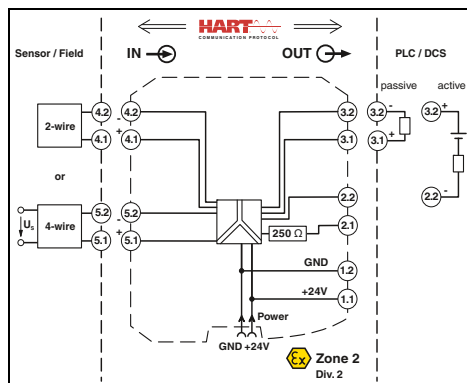 HART
COMMUNICATION PROTOCOL
Sensor / Field
IN
OUT
PLC / DCS
passive
active
2-wire
4.2
4.1
4.2
-
+
4.1
3.2
3.1
3.2
-
3.1
+
3.2
+
or
Us
4-wire
5.2
5.1
5.2
-
+
5.1
2.2
250 Ω
2.1
2.2
-
GND
1.2
+24V
1.1
Power
GND +24V
Ex
Zone 2
Div. 2